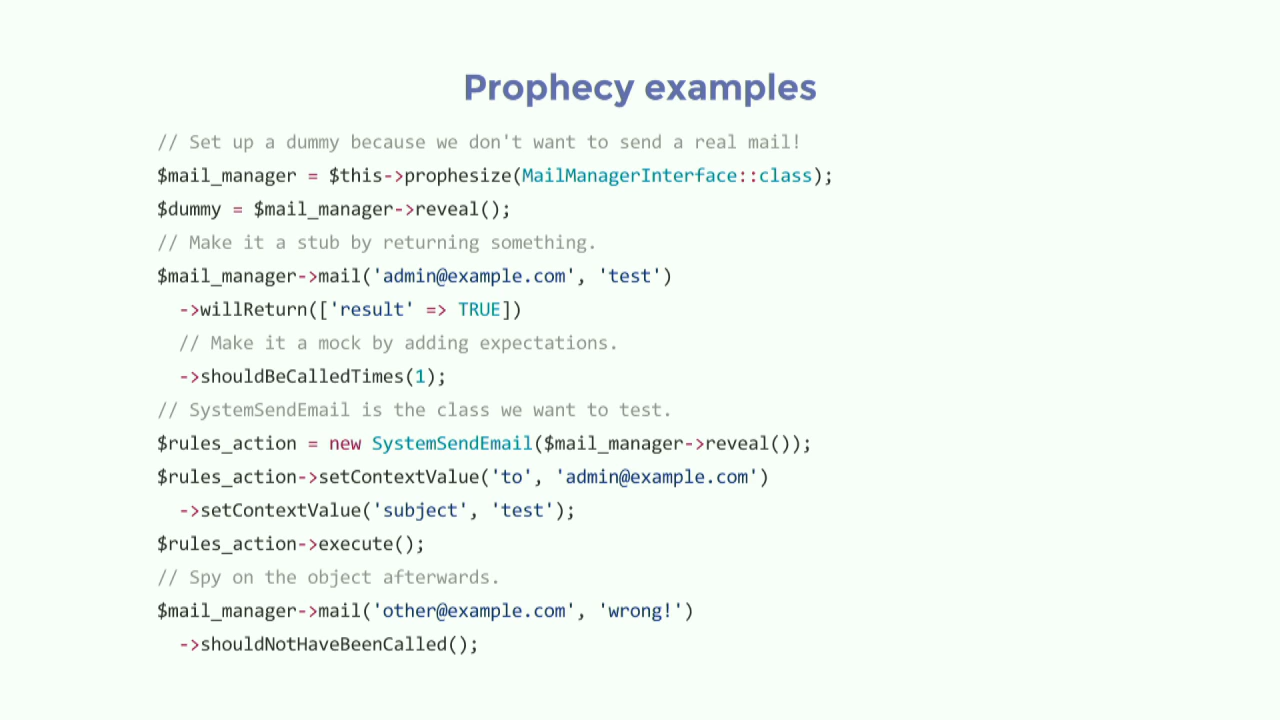 Prophecy examples
// Set up a dummy because we don't want to send a real mail!
$mail_manager = $this->prophesize(MailManagerInterface::class);
$dummy = $mail_manager->reveal();
// Make it a stub by returning something.
$mail_manager->mail('admin@example.com', 'test')
  ->willReturn(['result' => TRUE])
  // Make it a mock by adding expectations.
  ->shouldBeCalledTimes(1);
// SystemSendEmail is the class we want to test.
$rules_action = new SystemSendEmail($mail_manager->reveal());
$rules_action->setContextValue('to', 'admin@example.com')
  ->setContextValue('subject', 'test');
$rules_action->execute();
// Spy on the object afterwards.
$mail_manager->mail('other@example.com', 'wrong!')
  ->shouldNotHaveBeenCalled();